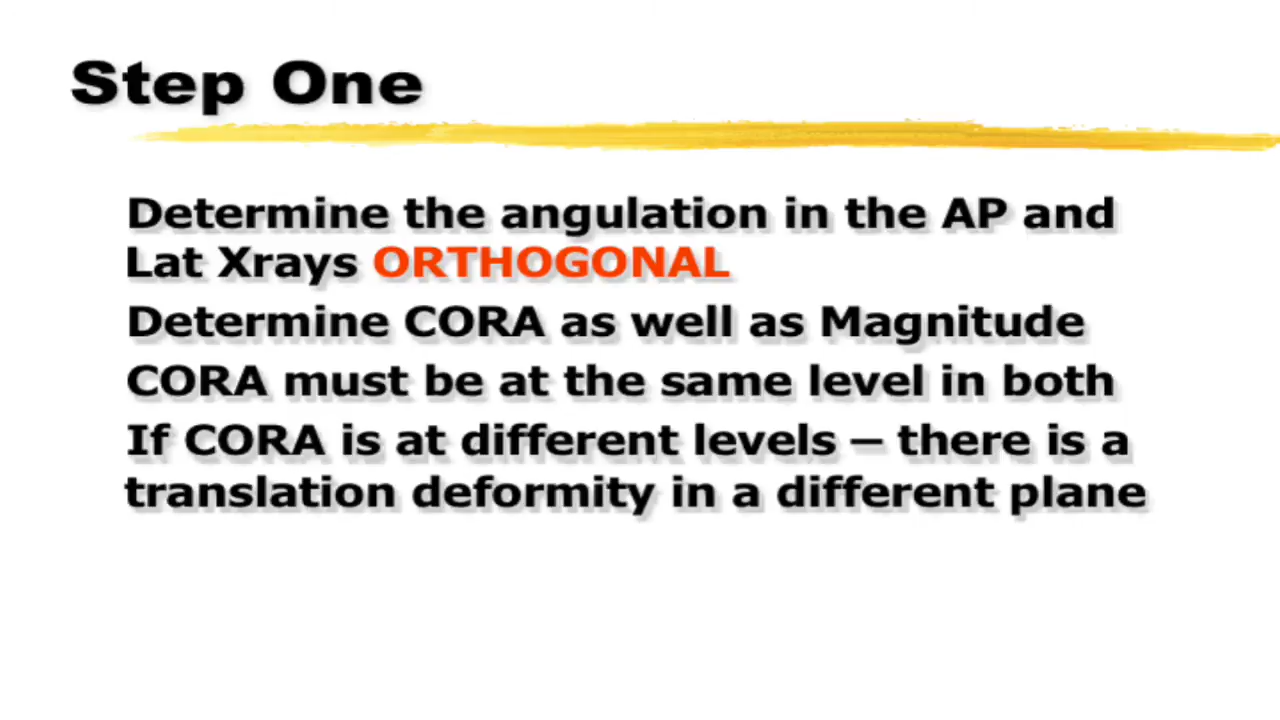 Step One
Determine the angulation in the AP and
Lat Xrays ORTHOGONAL
Determine CORA as well as Magnitude
CORA must be at the same level in both
If CORA is at different levels – there is a
translation deformity in a different plane